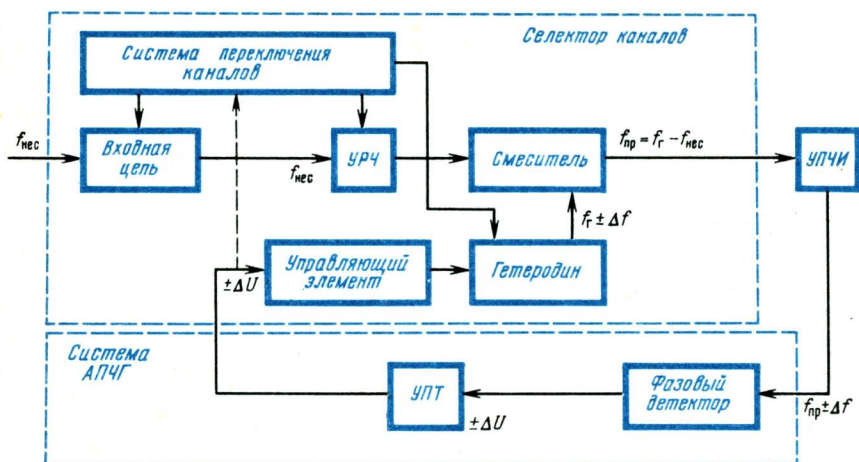 Селектор каналов
Система переключения
каналов
fнес
Входная
цепь
fнес
УРЧ
Смеситель
fпр = fг − fнес
УПЧИ
fг ± Δf
±ΔU
Управляющий
элемент
Гетеродин
Система
АПЧГ
УПТ
±ΔU
Фазовый
детектор
fпр ± Δf